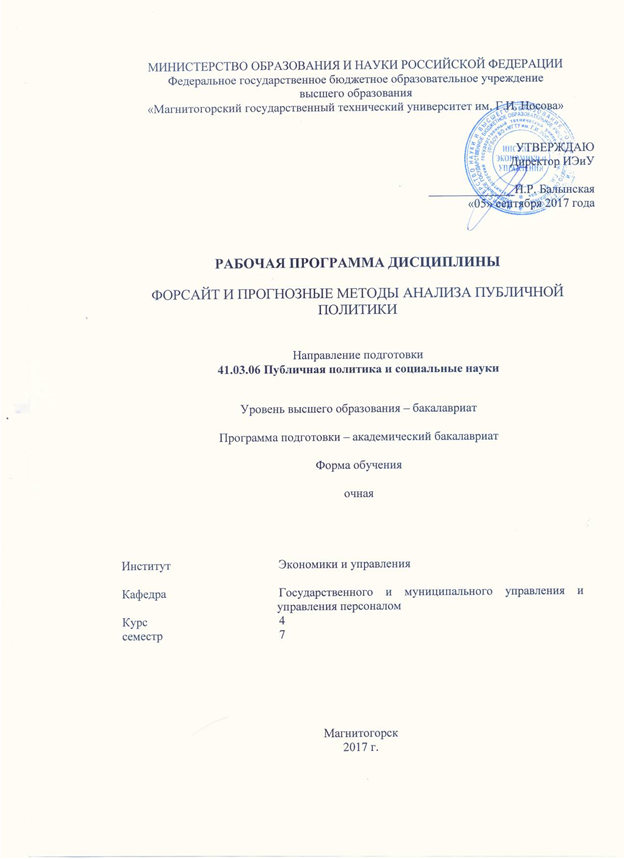 МИНИСТЕРСТВО ОБРАЗОВАНИЯ И НАУКИ РОССИЙСКОЙ ФЕДЕРАЦИИ
Федеральное государственное бюджетное образовательное учреждение
высшего образования
«Магнитогорский государственный технический университет им. Г.И. Носова»
УТВЕРЖДАЮ
Директор ИЭиУ
П.Р. Балынская
«05» сентября 2017 года
РАБОЧАЯ ПРОГРАММА ДИСЦИПЛИНЫ
ФОРСАЙТ И ПРОГНОЗНЫЕ МЕТОДЫ АНАЛИЗА ПУБЛИЧНОЙ
ПОЛИТИКИ
Направление подготовки
41.03.06 Публичная политика и социальные науки
Уровень высшего образования – бакалавриат
Программа подготовки – академический бакалавриат
Форма обучения
очная
Институт Экономики и управления
Кафедра Государственного и муниципального управления и
управления персоналом
Курс 4
семестр 7
Магнитогорск
2017 г.